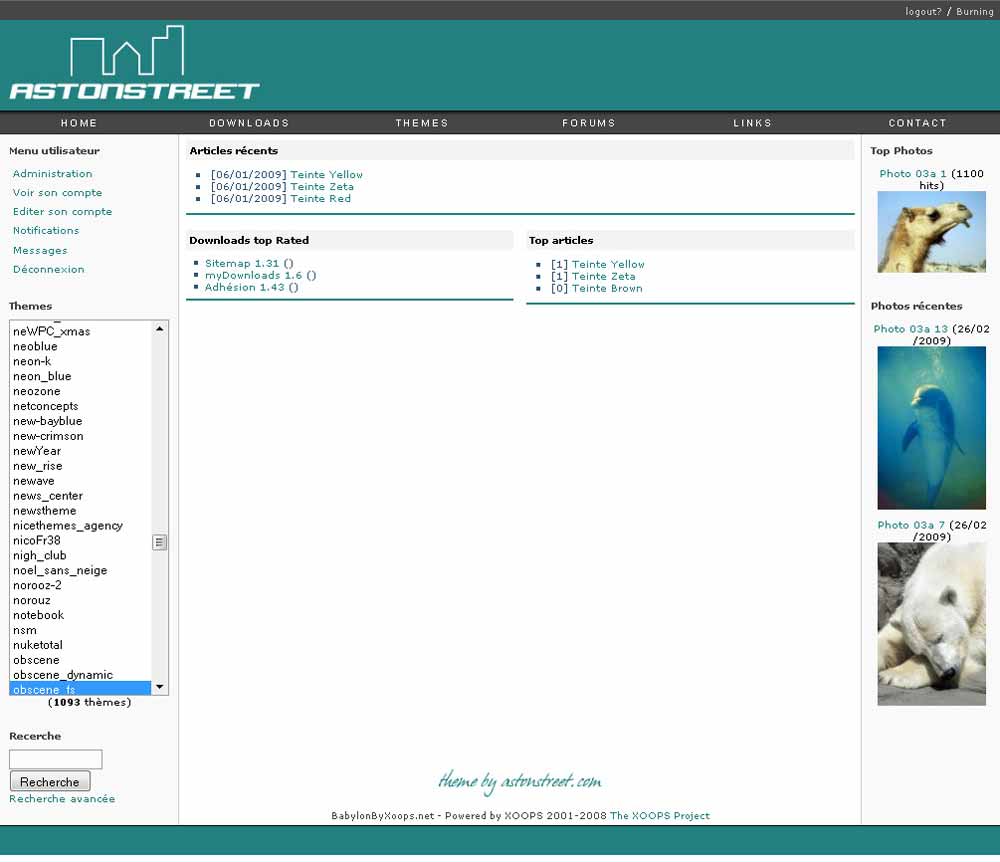 logout? / Burning
ASTONSTREET
HOME DOWNLOADS THEMES FORUMS LINKS CONTACT
Menu utilisateur
Administration
Voir son compte
Editer son compte
Notifications
Messages
Déconnexion
Themes
neWPC_xmas
neoblue
neon-k
neon_blue
neozone
netconcepts
new-bayblue
new-crimson
newYear
new_rise
newave
news_center
newstheme
nicethemes_agency
nicoFr38
nigh_club
noel_sans_neige
norooz-2
norouz
notebook
nsm
nuketotal
obscene
obscene_dynamic
obscene_fs
(1093 thèmes)
Recerche
Recherche
Recherche avancée
Articles récents
[06/01/2009] Teinte Yellow
[06/01/2009] Teinte Zeta
[06/01/2009] Teinte Red
Downloads top Rated
Sitemap 1.31 ()
myDownloads 1.6 ()
Adhésion 1.43 ()
Top articles
[1] Teinte Yellow
[1] Teinte Zeta
[0] Teinte Brown
Top Photos
Photo 03a 1 (1100
hits)
Photos récentes
Photo 03a 13 (26/02
/2009)
Photo 03a 7 (26/02
/2009)
theme by astonstreet.com
BabylonByXoops.net - Powered by XOOPS 2001-2008 The XOOPS Project